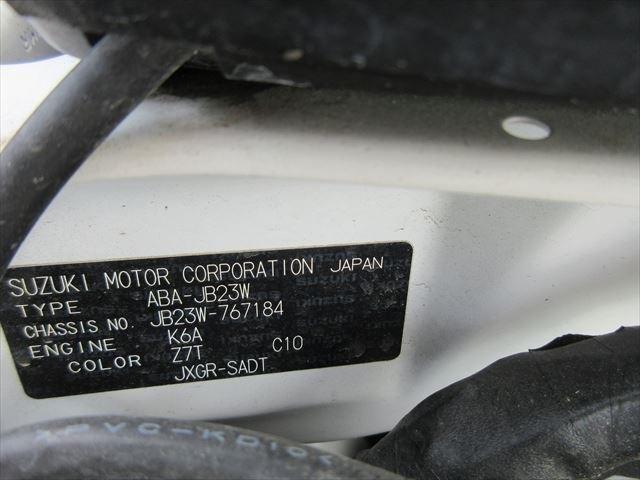 SUZUKI MOTOR CORPORATION JAPAN
TYPE ABA-JB23W
CHASSIS NO. JB23W-767184
ENGINE K6A
COLOR Z7T C10
JXGR-SADT